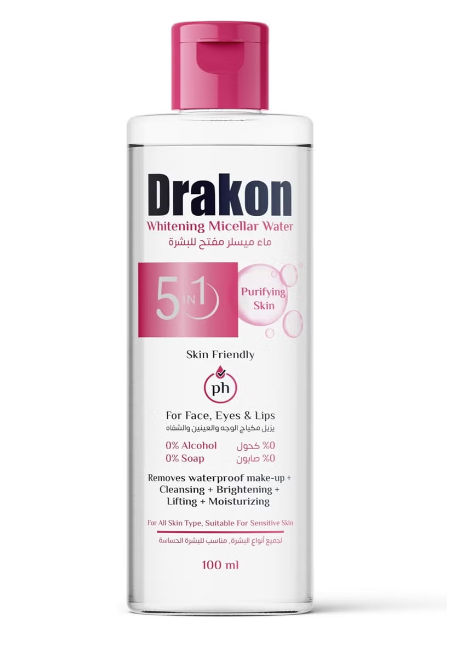 Drakon
Whitening Micellar Water
ماء ميسلر مفتح للبشرة
5 IN 1
Purifying
Skin
Skin Friendly
ph
For Face, Eyes & Lips
يزيل مكياج الوجه والعينين والشفاه
0% Alcohol %0 كحول
0% Soap %0 صابون
Removes waterproof make-up +
Cleansing + Brightening +
Lifting + Moisturizing
For All Skin Type, Suitable For Sensitive Skin
لجميع أنواع البشرة, مناسب للبشرة الحساسة
100 ml